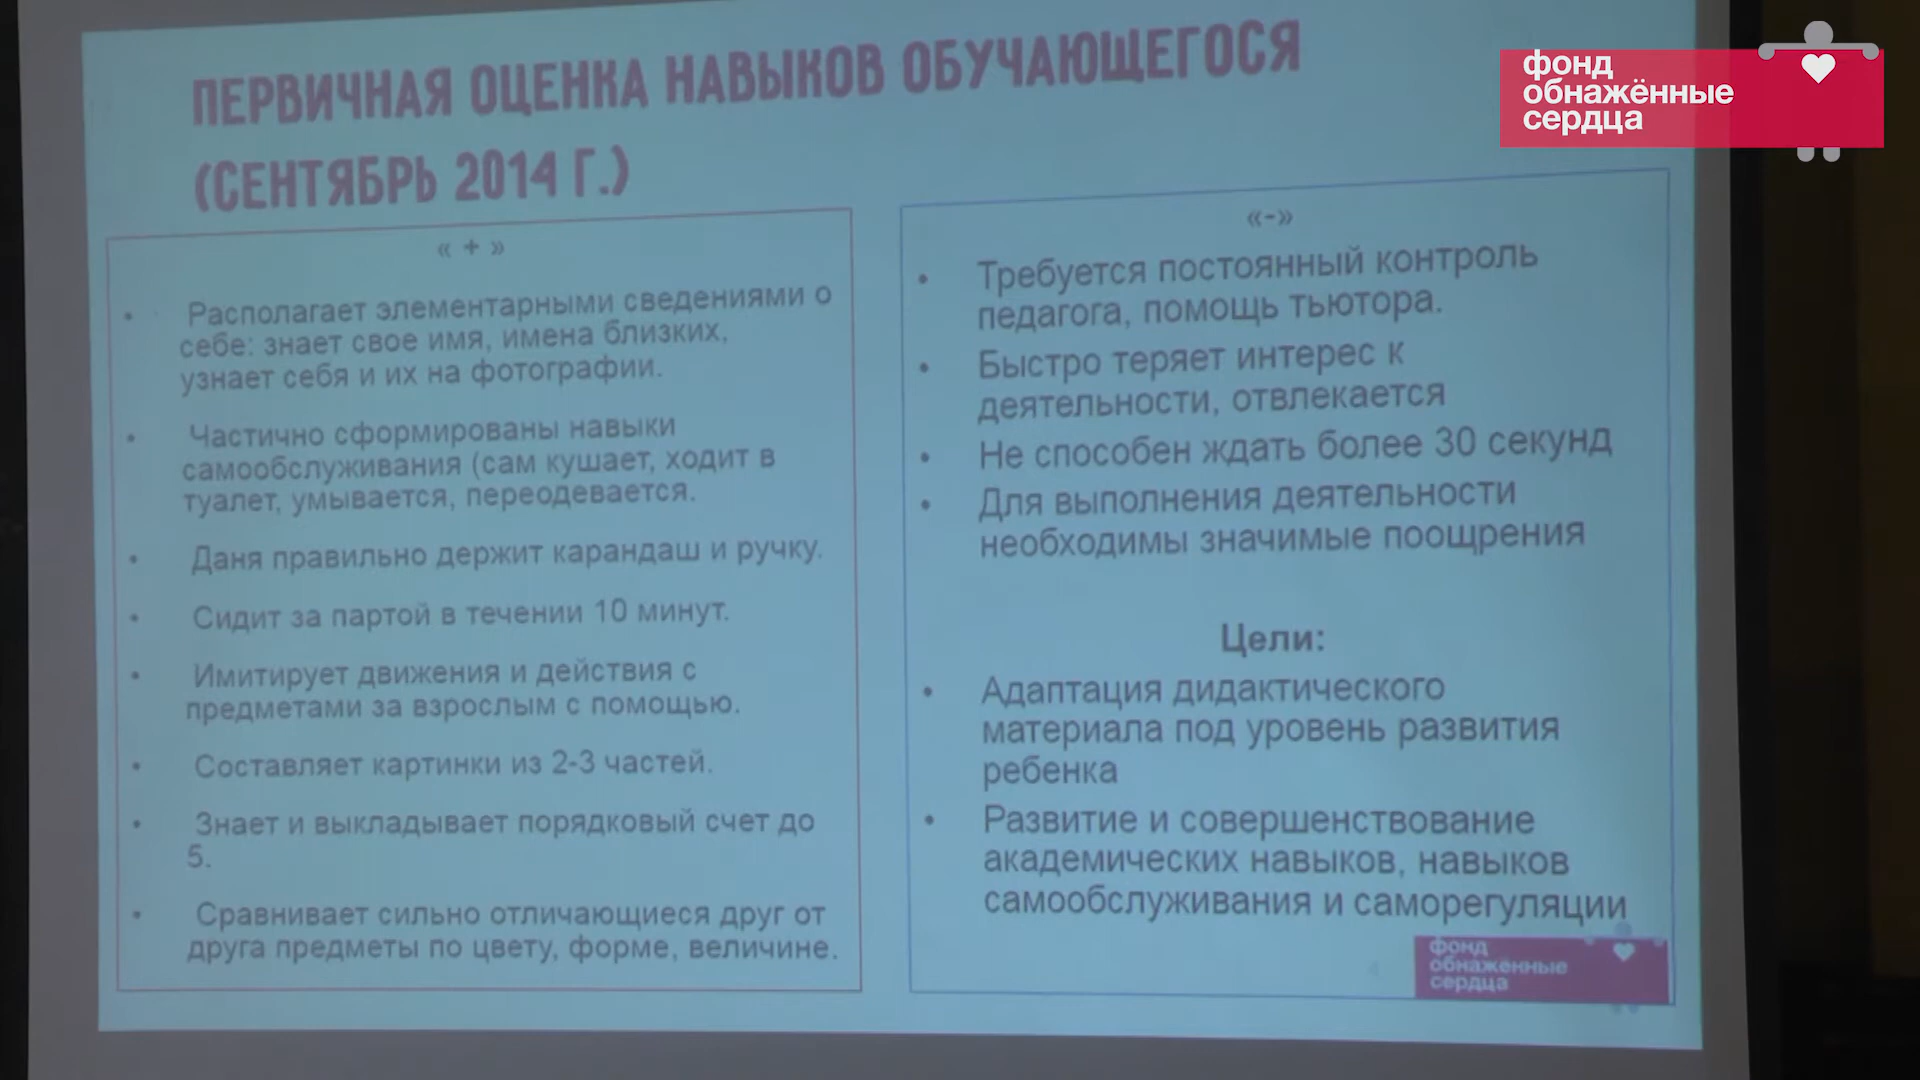 ПЕРВИЧНАЯ ОЦЕНКА НАВЫКОВ ОБУЧАЮЩЕГОСЯ
(СЕНТЯБРЬ 2014 Г.)
« + »
• Располагает элементарными сведениями о
себе: знает свое имя, имена близких,
узнает себя и их на фотографии.
• Частично сформированы навыки
самообслуживания (сам кушает, ходит в
туалет, умывается, переодевается.
• Даня правильно держит карандаш и ручку.
• Сидит за партой в течении 10 минут.
• Имитирует движения и действия с
предметами за взрослым с помощью.
• Составляет картинки из 2-3 частей.
• Знает и выкладывает порядковый счет до
5.
• Сравнивает сильно отличающиеся друг от
друга предметы по цвету, форме, величине.
«-»
• Требуется постоянный контроль
педагога, помощь тьютора.
• Быстро теряет интерес к
деятельности, отвлекается
• Не способен ждать более 30 секунд
• Для выполнения деятельности
необходимы значимые поощрения
Цели:
• Адаптация дидактического
материала под уровень развития
ребенка
• Развитие и совершенствование
академических навыков, навыков
самообслуживания и саморегуляции
фонд
обнажённые
сердца
фонд
обнажённые
сердца